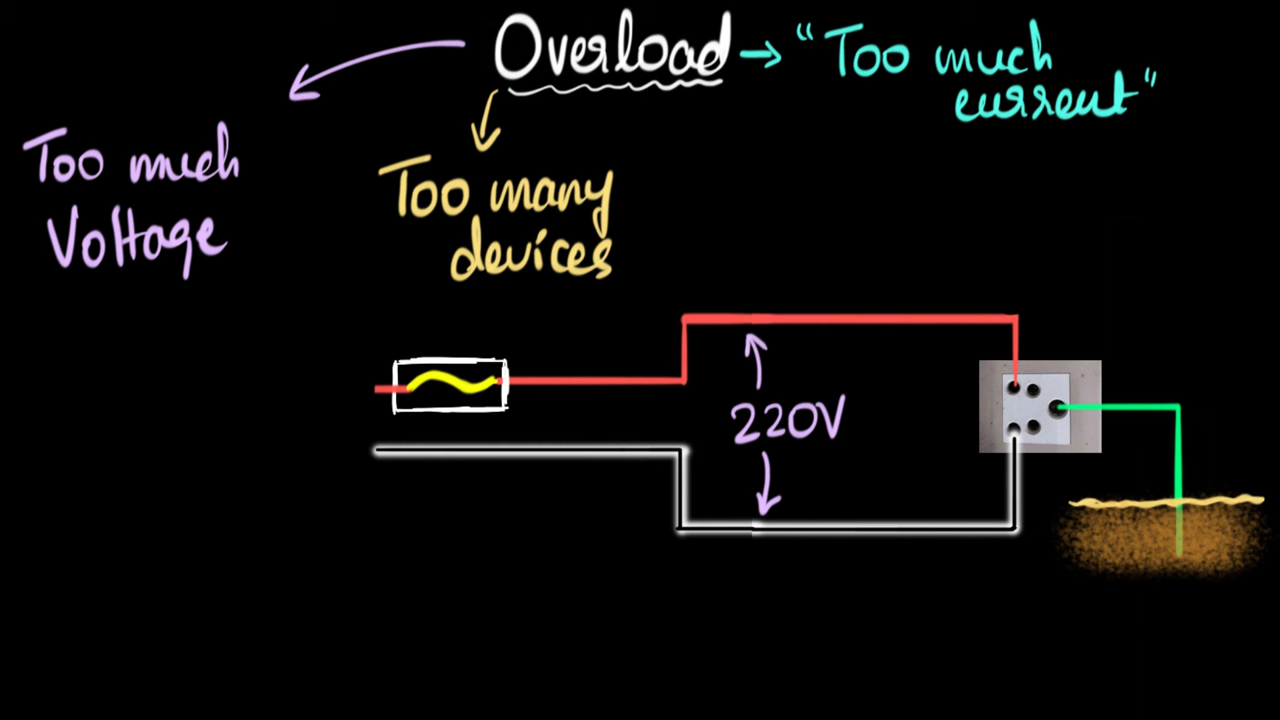 Overload → “Too much
current”
Too much
Voltage
Too many
devices
220V